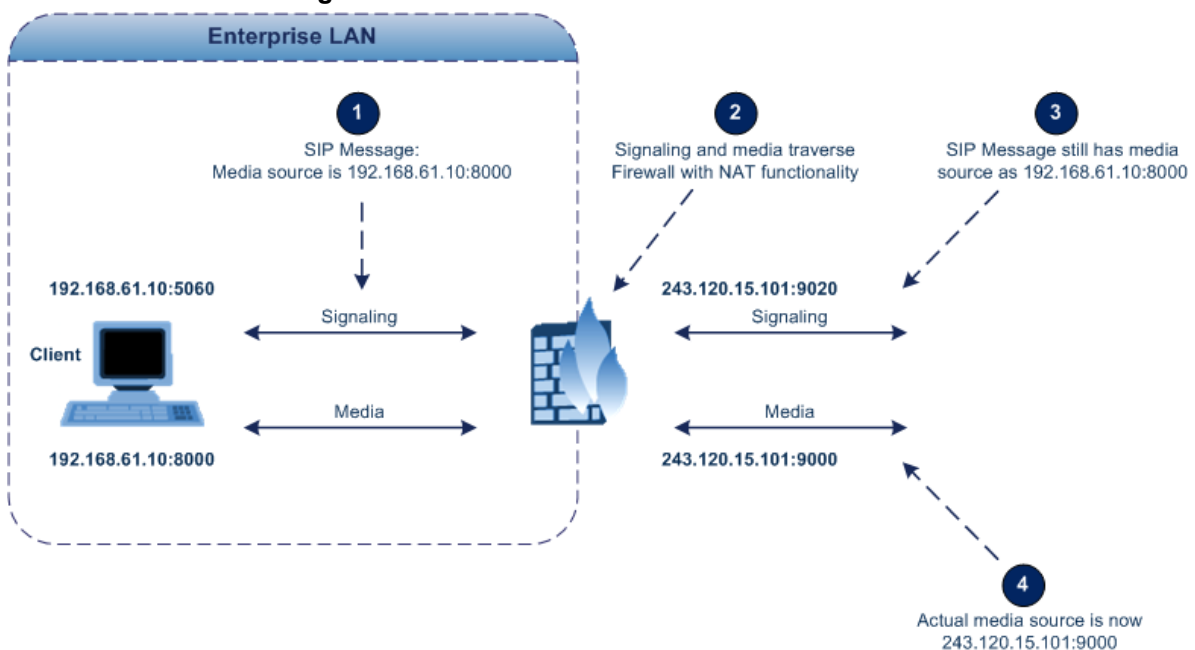 Enterprise LAN
1
SIP Message:
Media source is 192.168.61.10:8000
2
Signaling and media traverse
Firewall with NAT functionality
3
SIP Message still has media
source as 192.168.61.10:8000
192.168.61.10:5060
Signaling
243.120.15.101:9020
Signaling
Client
Media
Media
192.168.61.10:8000
243.120.15.101:9000
4
Actual media source is now
243.120.15.101:9000